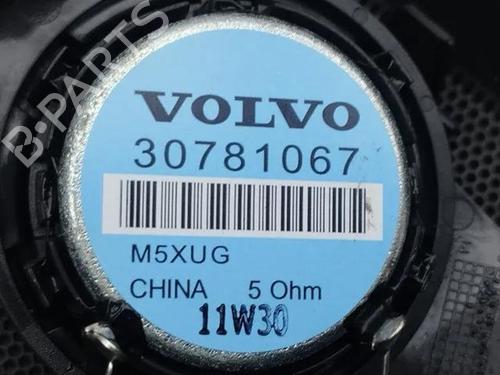 B-PARTS
VOLVO
30781067
M5XUG
CHINA 5 Ohm
11W30